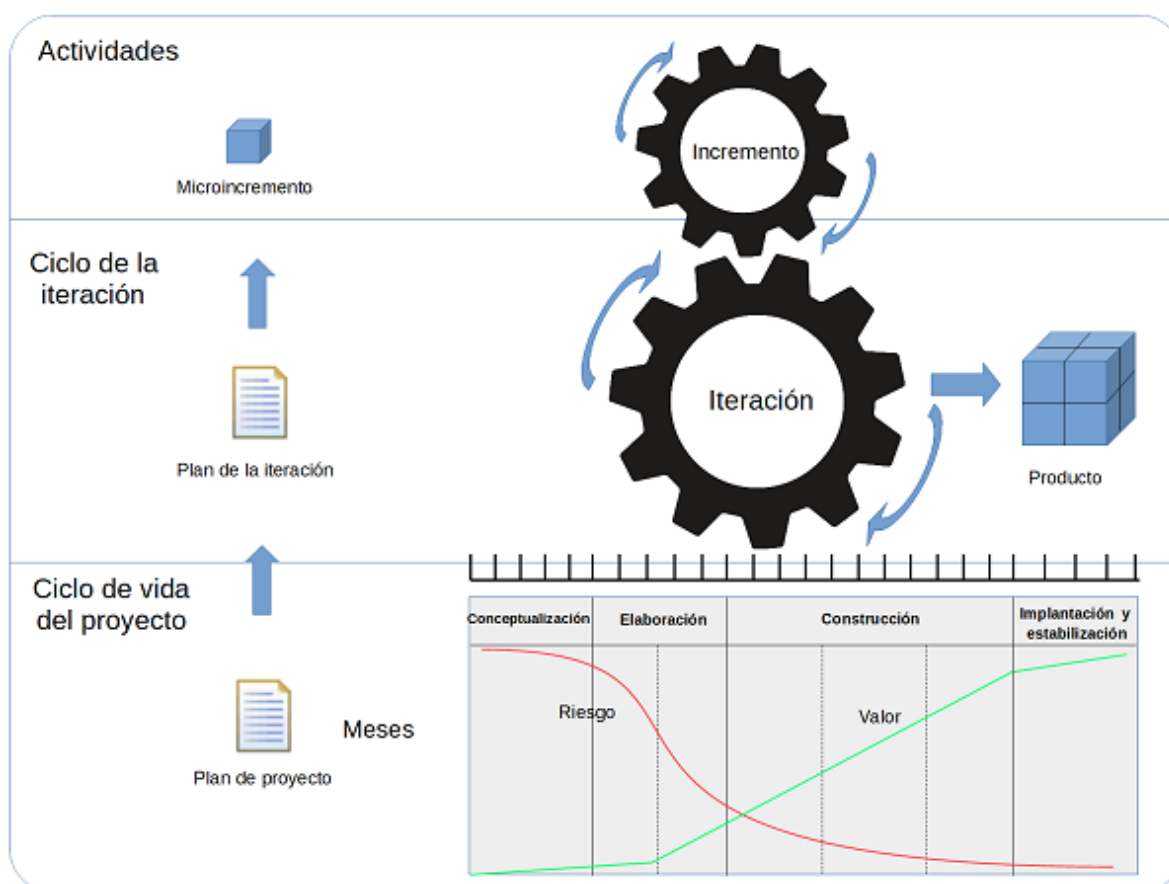 Actividades
Incremento
Microincremento
Ciclo de la
iteración
Iteración
Plan de la iteración
Producto
Ciclo de vida
del proyecto
Conceptualización
Elaboración
Construcción
Implantación y
estabilización
Riesgo
Valor
Meses
Plan de proyecto